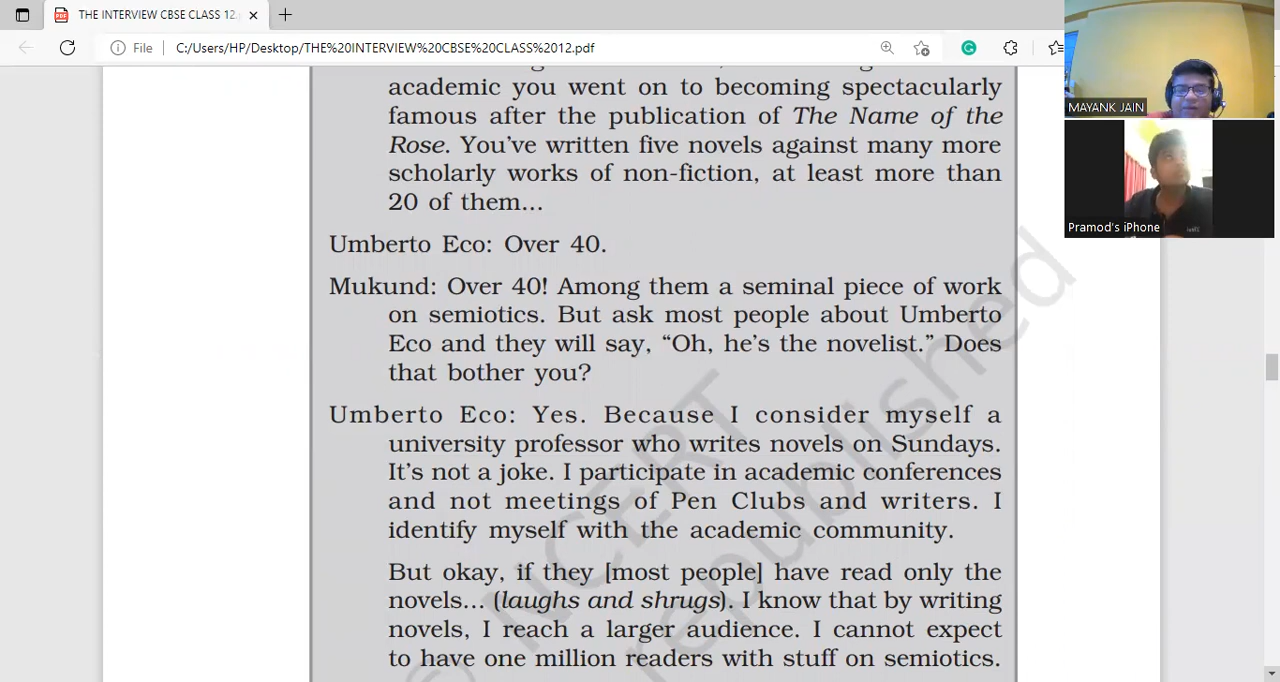 THE INTERVIEW CBSE CLASS 12.p
File
C:/Users/HP/Desktop/THE%20INTERVIEW%20CBSE%20CLASS%2012.pdf
MAYANK JAIN
Pramod's iPhone
academic you went on to becoming spectacularly
famous after the publication of The Name of the
Rose. You've written five novels against many more
scholarly works of non-fiction, at least more than
20 of them...
Umberto Eco: Over 40.
Mukund: Over 40! Among them a seminal piece of work
on semiotics. But ask most people about Umberto
Eco and they will say, “Oh, he's the novelist.” Does
that bother you?
Umberto Eco: Yes. Because I consider myself a
university professor who writes novels on Sundays.
It's not a joke. I participate in academic conferences
and not meetings of Pen Clubs and writers. I
identify myself with the academic community.
But okay, if they [most people] have read only the
novels... (laughs and shrugs). I know that by writing
novels, I reach a larger audience. I cannot expect
to have one million readers with stuff on semiotics.
© NCERT
republished